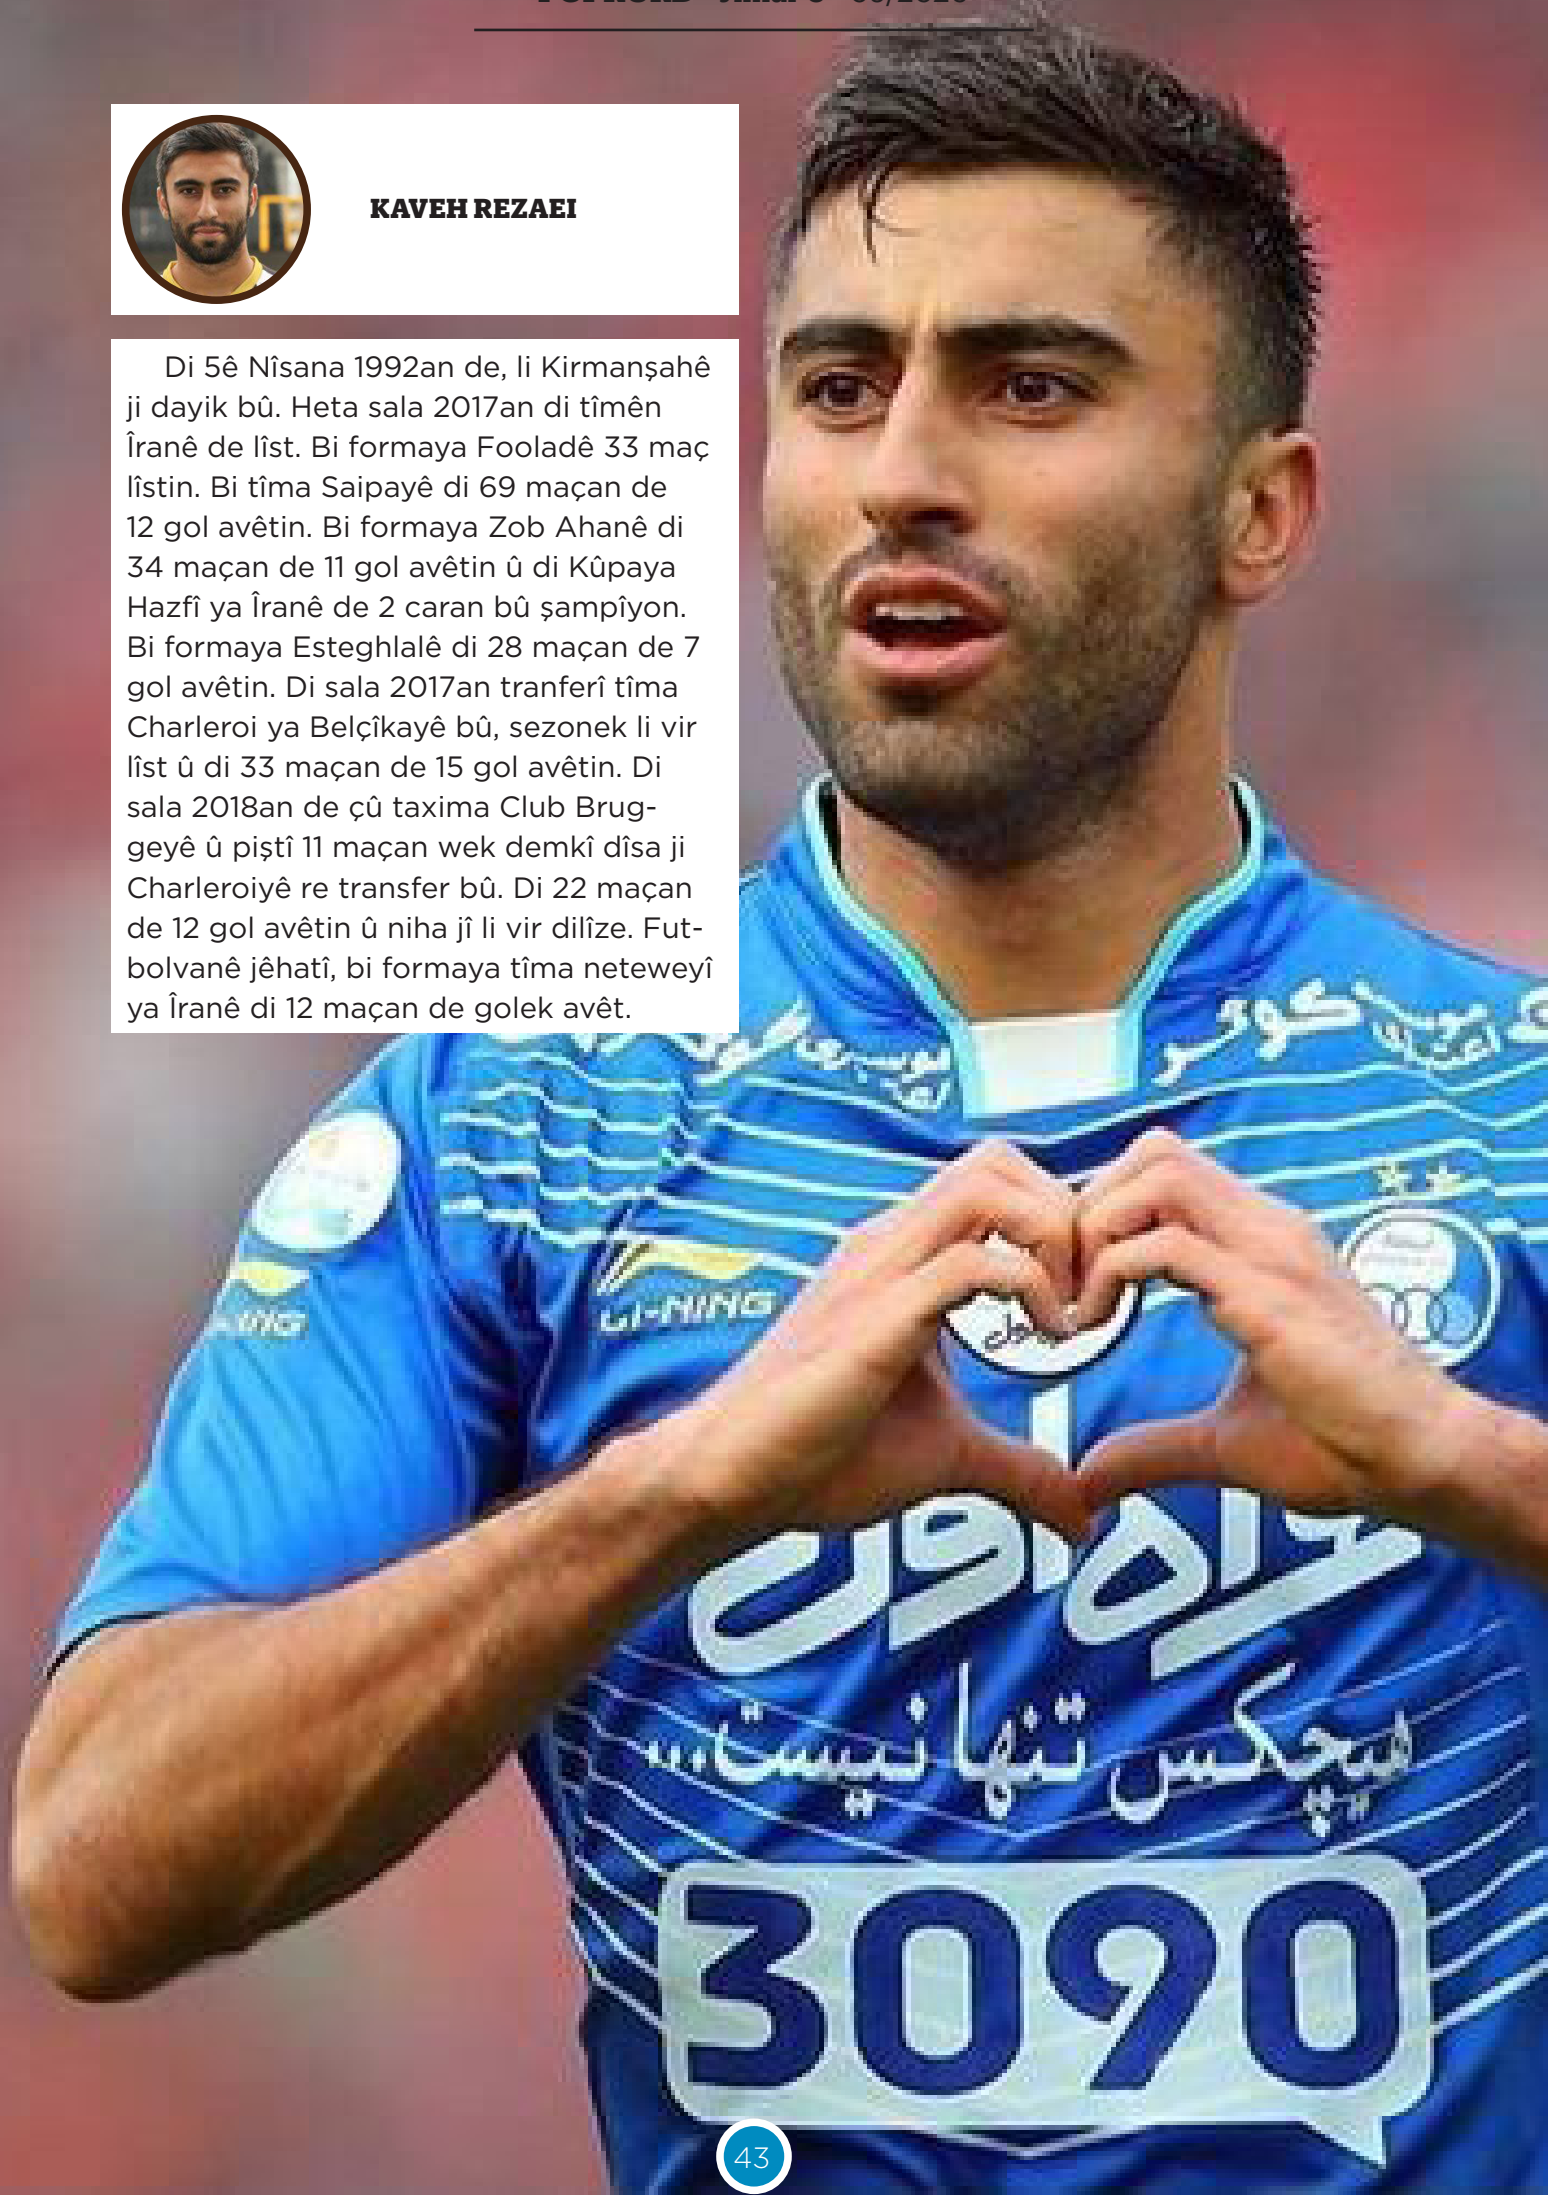 KAVEH REZAEI
Di 5ê Nîsana 1992an de, li Kirmanşahê
ji dayik bû. Heta sala 2017an di tîmên
Îranê de lîst. Bi formaya Fooladê 33 maç
lîstin. Bi tîma Saipayê di 69 maçan de
12 gol avêtin. Bi formaya Zob Ahanê di
34 maçan de 11 gol avêtin û di Kûpaya
Hazfî ya Îranê de 2 caran bû şampîyon.
Bi formaya Esteghlalê di 28 maçan de 7
gol avêtin. Di sala 2017an tranferî tîma
Charleroi ya Belçîkayê bû, sezonek li vir
lîst û di 33 maçan de 15 gol avêtin. Di
sala 2018an de çû taxima Club Brug-
geyê û piştî 11 maçan wek demkî dîsa ji
Charleroiyê re transfer bû. Di 22 maçan
de 12 gol avêtin û niha jî li vir dilîze. Fut-
bolvanê jêhatî, bi formaya tîma neteweyî
ya Îranê di 12 maçan de golek avêt.
LI-NING
هیچکس تنها نیست...
3090
43